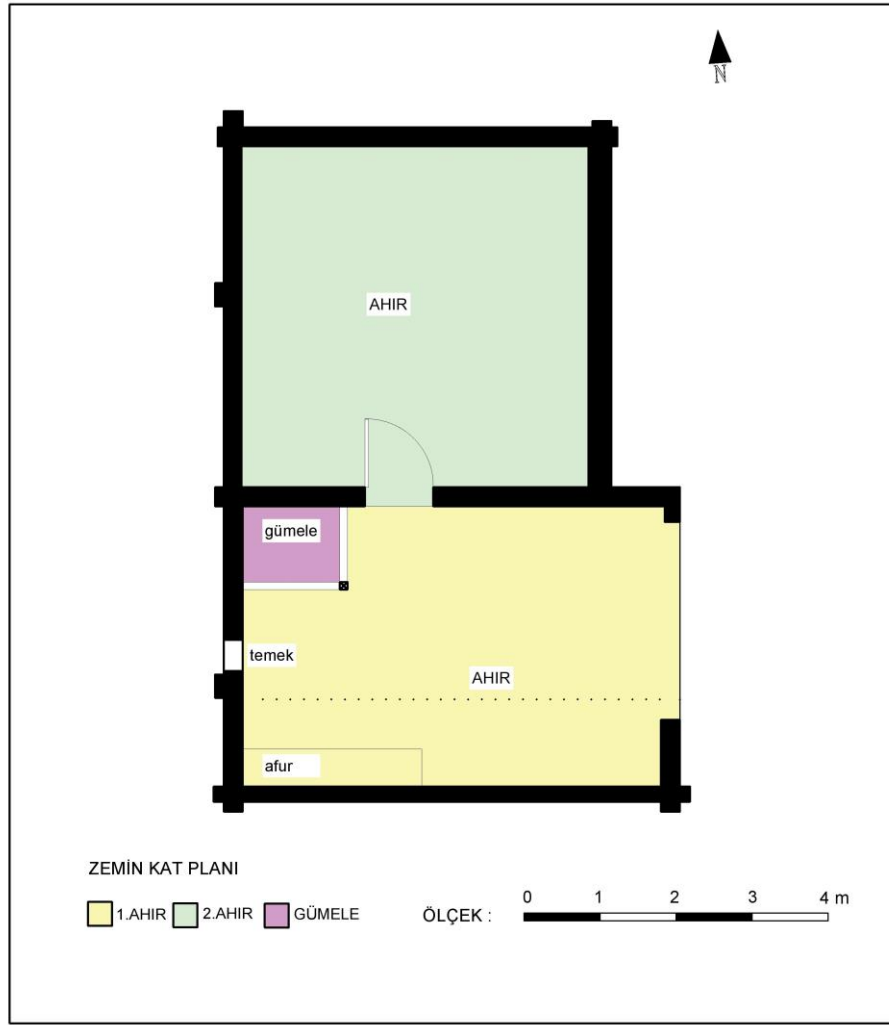 N
AHIR
gümele
temek
AHIR
afur
ZEMİN KAT PLANI
1.AHIR 2.AHIR GÜMELE
ÖLÇEK :
0 1 2 3 4 m